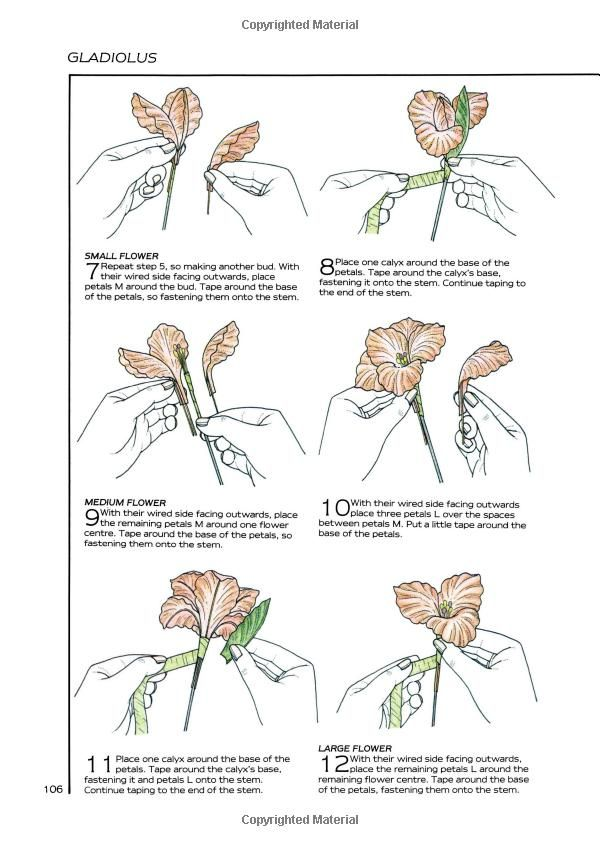 Copyrighted Material
GLADIOLUS
SMALL FLOWER
7 Repeat step 5, so making another bud. With
their wired side facing outwards, place
petals M around the bud. Tape around the base
of the petals, so fastening them onto the stem.
8 Place one calyx around the base of the
petals. Tape around the calyx's base,
fastening it onto the stem. Continue taping to
the end of the stem.
MEDIUM FLOWER
9 With their wired side facing outwards, place
the remaining petals M around one flower
centre. Tape around the base of the petals, so
fastening them onto the stem.
10 With their wired side facing outwards
place three petals L over the spaces
between petals M. Put a little tape around the
base of the petals.
11 Place one calyx around the base of the
petals. Tape around the calyx's base,
fastening it and petals L onto the stem.
Continue taping to the end of the stem.
LARGE FLOWER
12 With their wired side facing outwards,
place the remaining petals L around the
remaining flower centre. Tape around the base
of the petals, fastening them onto the stem.
106
Copyrighted Material